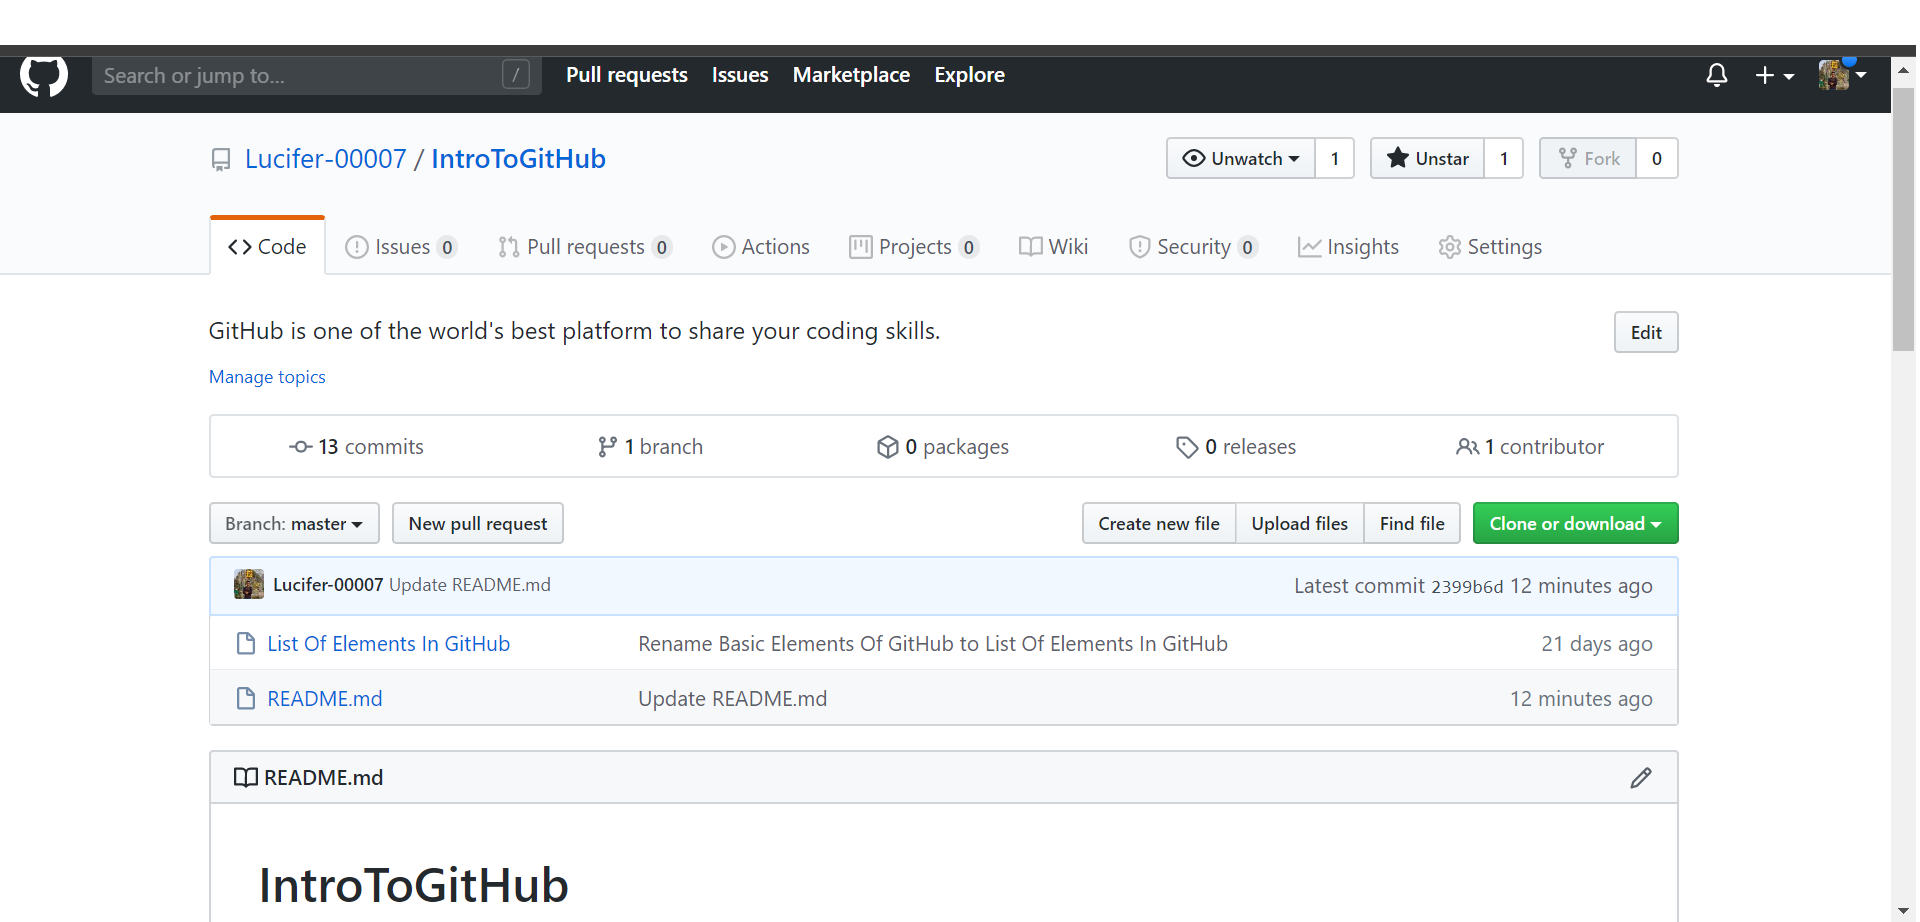 Search or jump to... / Pull requests Issues Marketplace Explore
Lucifer-00007 / IntroToGitHub Unwatch 1 Unstar 1 Fork 0
Code Issues 0 Pull requests 0 Actions Projects 0 Wiki Security 0 Insights Settings
GitHub is one of the world's best platform to share your coding skills. Edit
Manage topics
13 commits 1 branch 0 packages 0 releases 1 contributor
Branch: master New pull request Create new file Upload files Find file Clone or download
Lucifer-00007 Update README.md Latest commit 2399b6d 12 minutes ago
List Of Elements In GitHub Rename Basic Elements Of GitHub to List Of Elements In GitHub 21 days ago
README.md Update README.md 12 minutes ago
README.md
IntroToGitHub